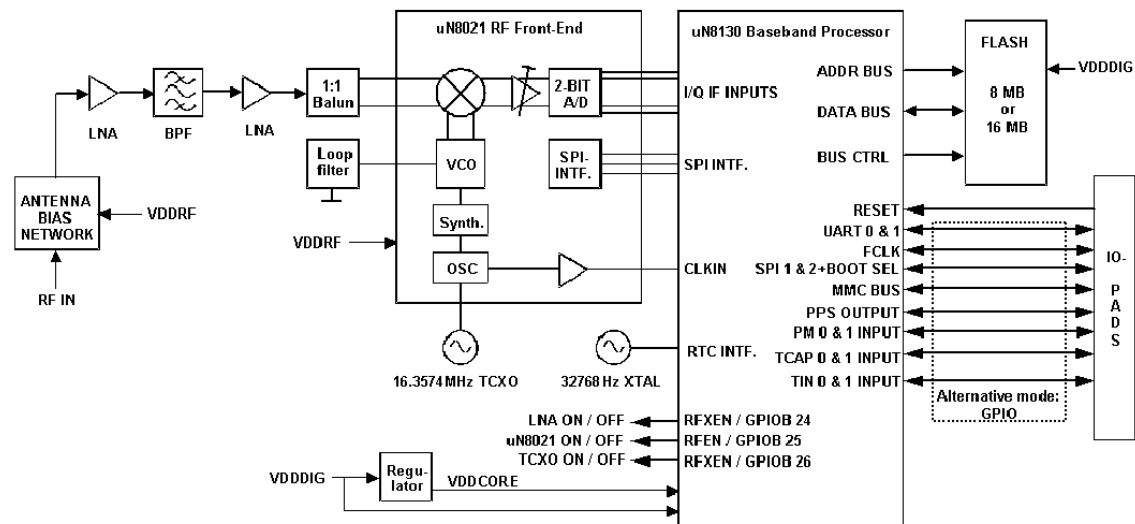 uN8021 RF Front-End
uN8130 Baseband Processor
FLASH
8 MB
or
16 MB
VDDDIG
ADDR BUS
DATA BUS
BUS CTRL
LNA
BPF
LNA
1:1
Balun
2-BIT
A/D
I/Q IF INPUTS
Loop
filter
VCO
SPI-
INTF.
SPI INTF.
ANTENNA
BIAS
NETWORK
VDDRF
RF IN
Synth.
VDDRF
OSC
CLKIN
RESET
UART 0 & 1
FCLK
SPI 1 & 2+BOOT SEL
MMC BUS
PPS OUTPUT
PM 0 & 1 INPUT
TCAP 0 & 1 INPUT
TIN 0 & 1 INPUT
IO-
P
A
D
S
Alternative mode:
GPIO
16.3574 MHz TCXO
32768 Hz XTAL
RTC INTF.
LNA ON / OFF
RFXEN / GPIOB 24
uN8021 ON / OFF
RFEN / GPIOB 25
TCXO ON / OFF
RFXEN / GPIOB 26
VDDDIG
Regu-
lator
VDDCORE